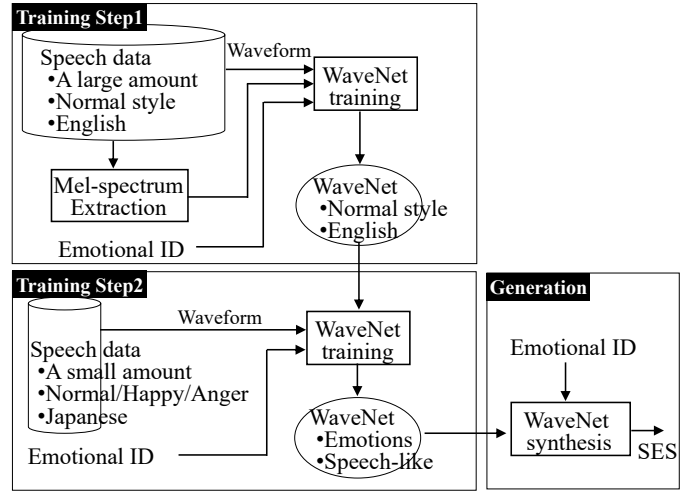 Training Step1
Speech data
•A large amount
•Normal style
•English
Waveform
WaveNet
training
Mel-spectrum
Extraction
Emotional ID
WaveNet
•Normal style
•English
Training Step2
Speech data
•A small amount
•Normal/Happy/Anger
•Japanese
Waveform
WaveNet
training
Emotional ID
WaveNet
•Emotions
•Speech-like
Generation
Emotional ID
WaveNet
synthesis
SES